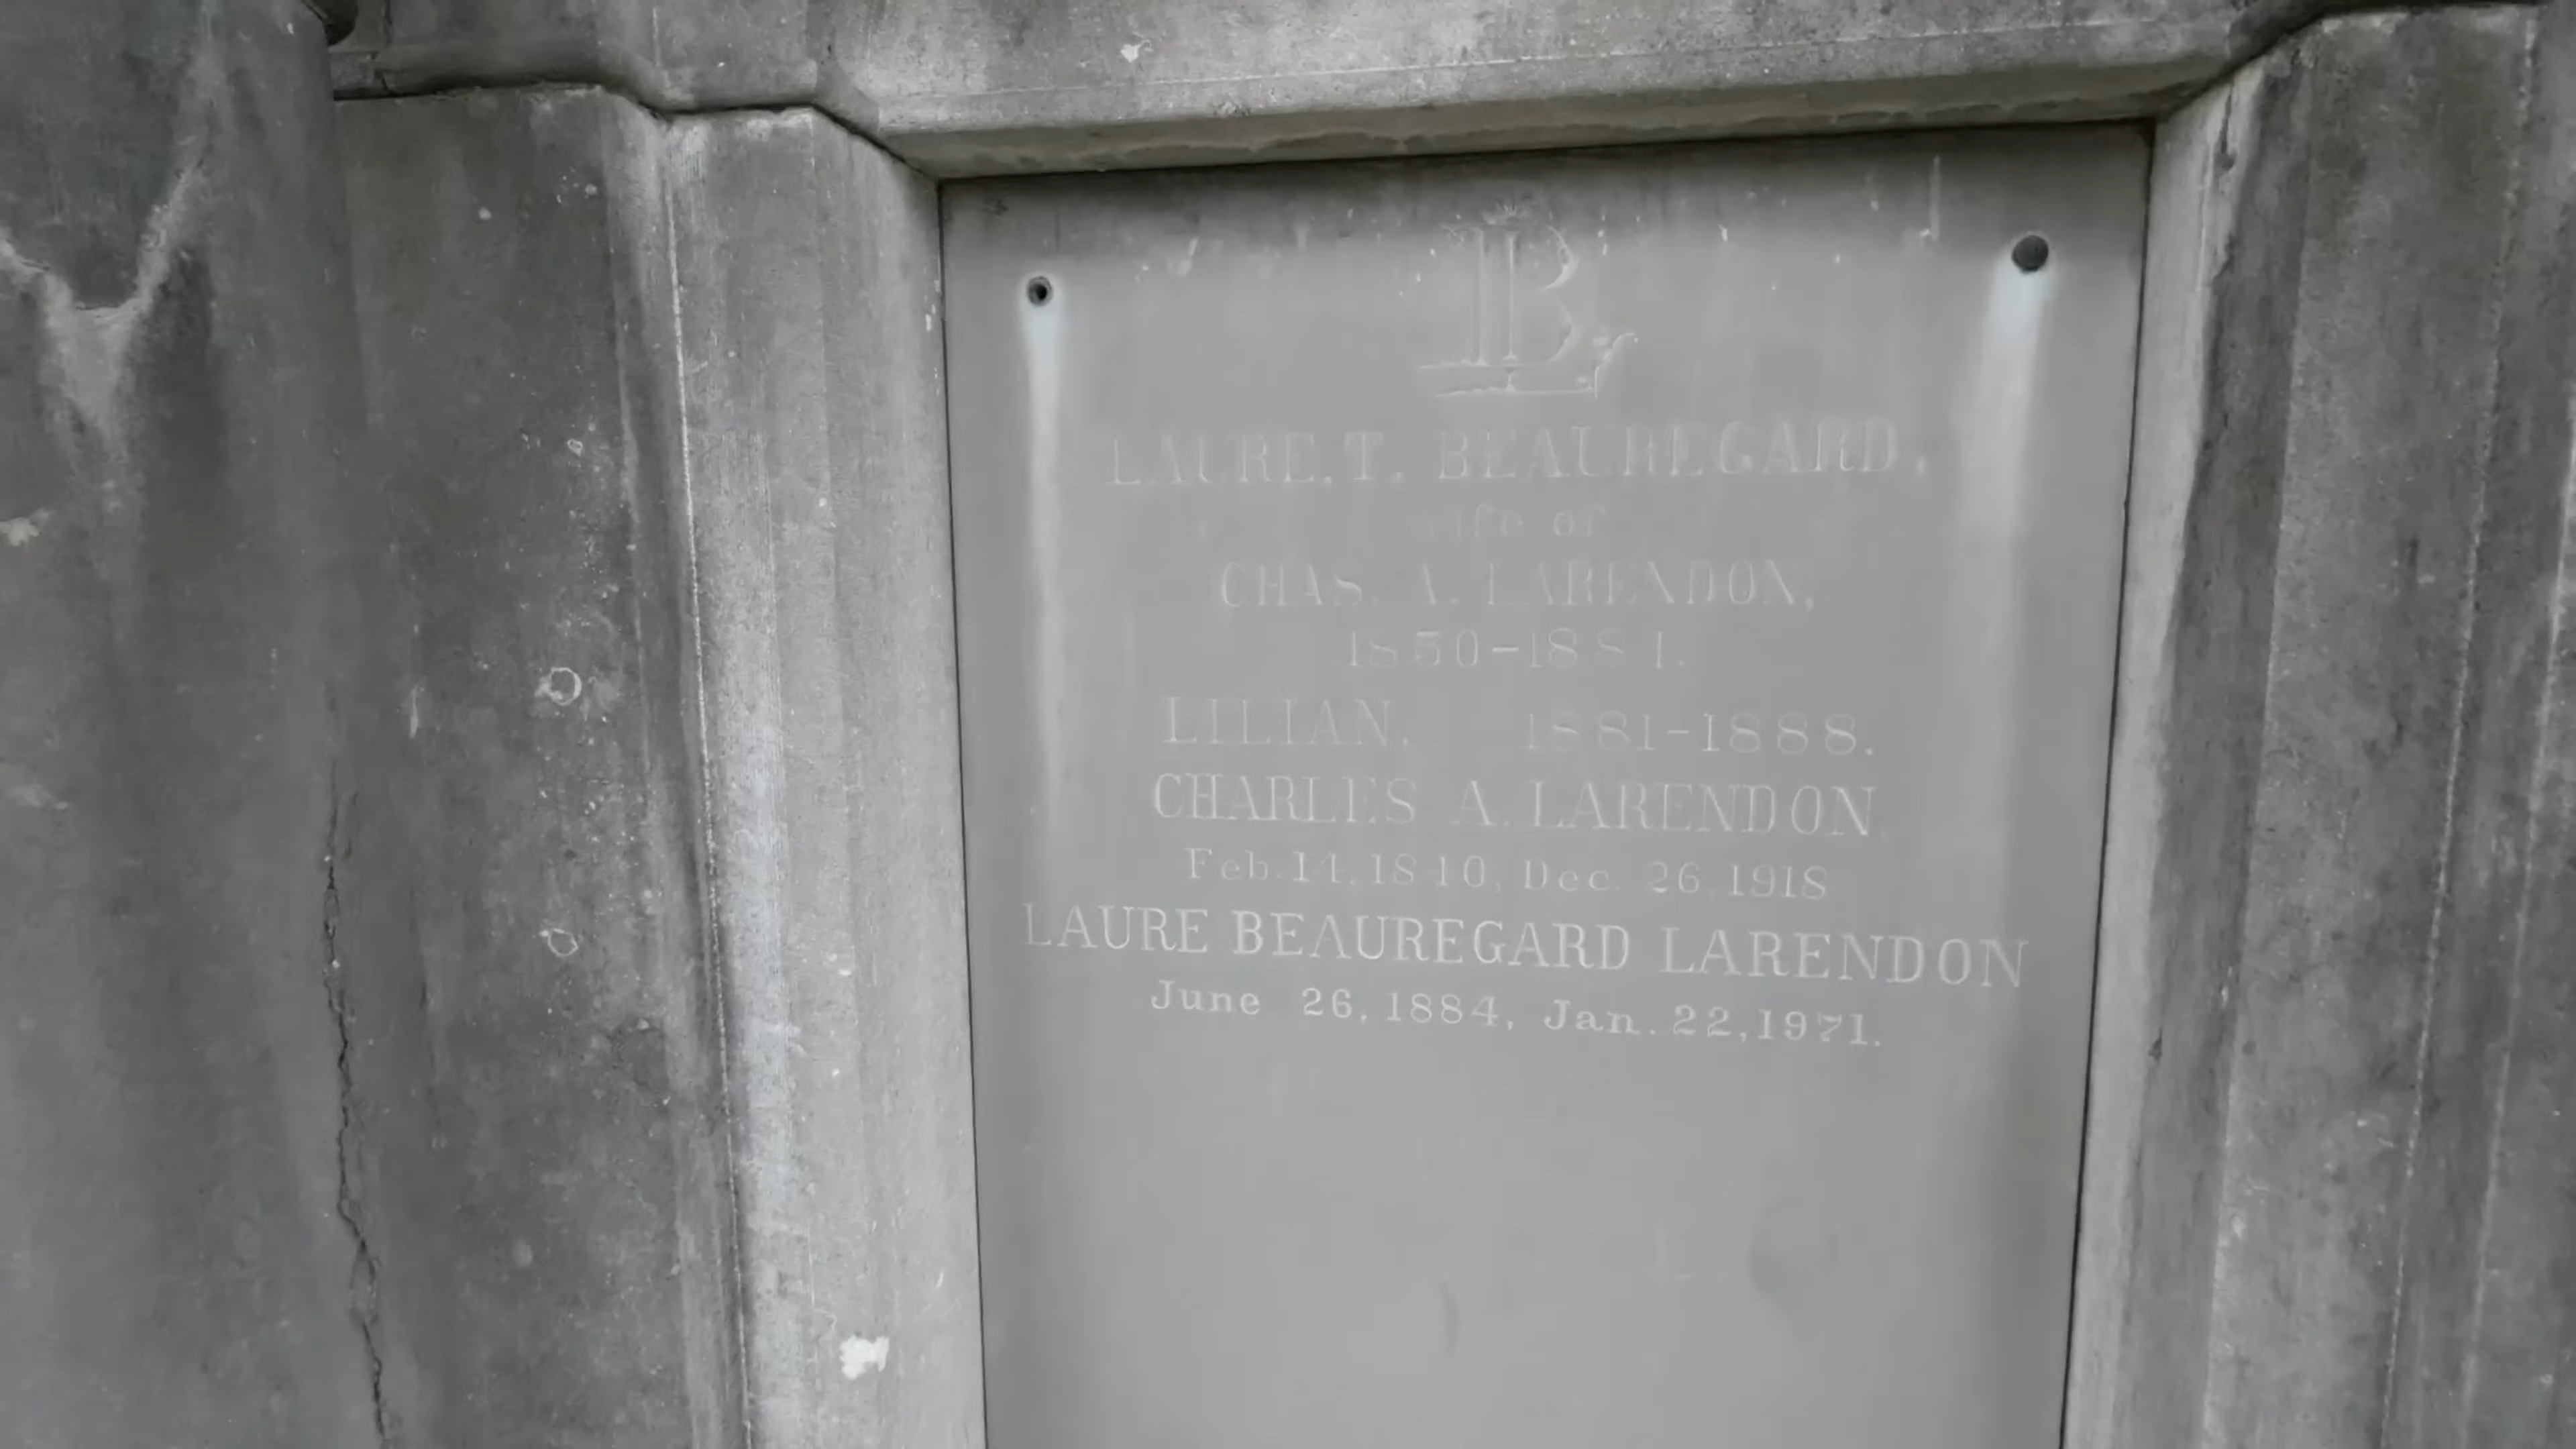 LAURE. T. BEAUREGARD,
wife of
CHAS. A. LARENDON,
1850-1884.
LILIAN, 1881-1888.
CHARLES A. LARENDON
Feb. 14, 1840, Dec. 26, 1918
LAURE BEAUREGARD LARENDON
June 26, 1884, Jan. 22, 1971.